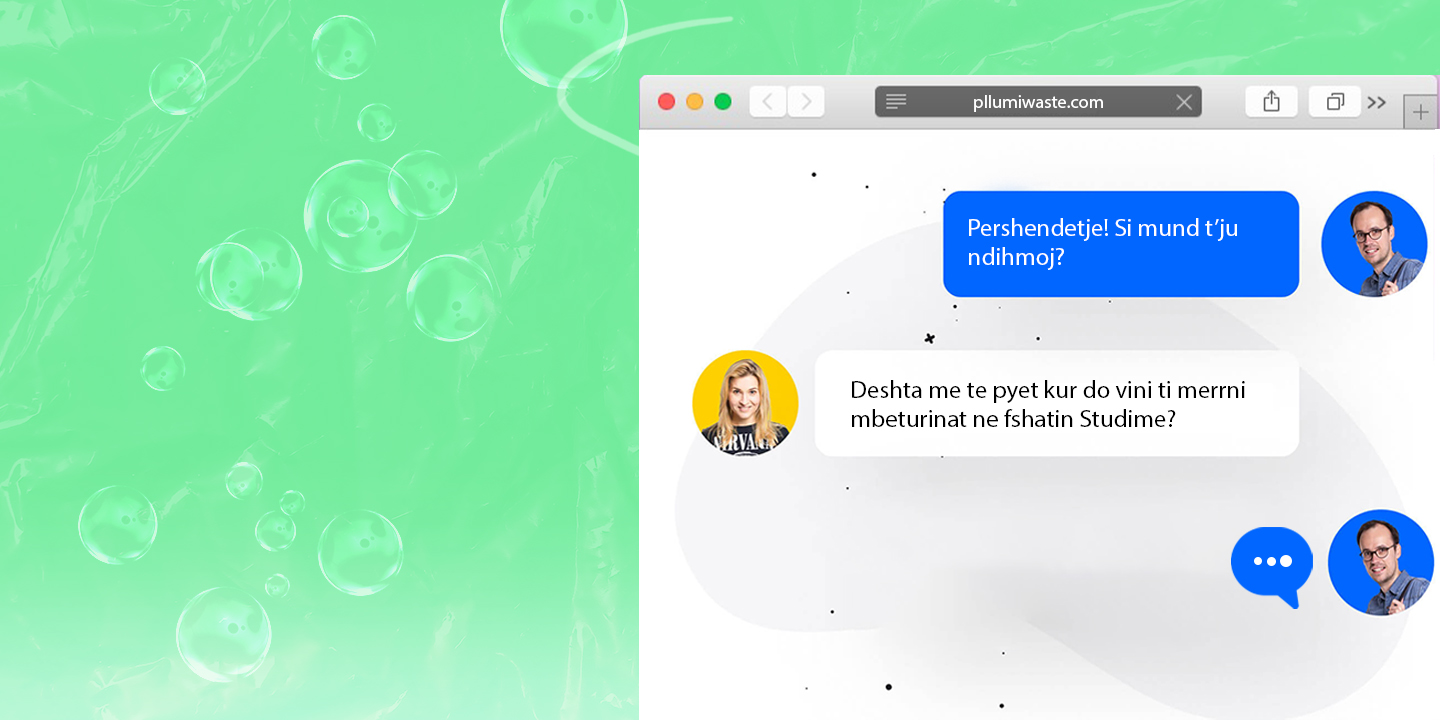 pllumiwaste.com
Pershendetje! Si mund t’ju
ndihmoj?
Deshta me te pyet kur do vini ti merrni
mbeturinat ne fshatin Studime?
NIRVANA